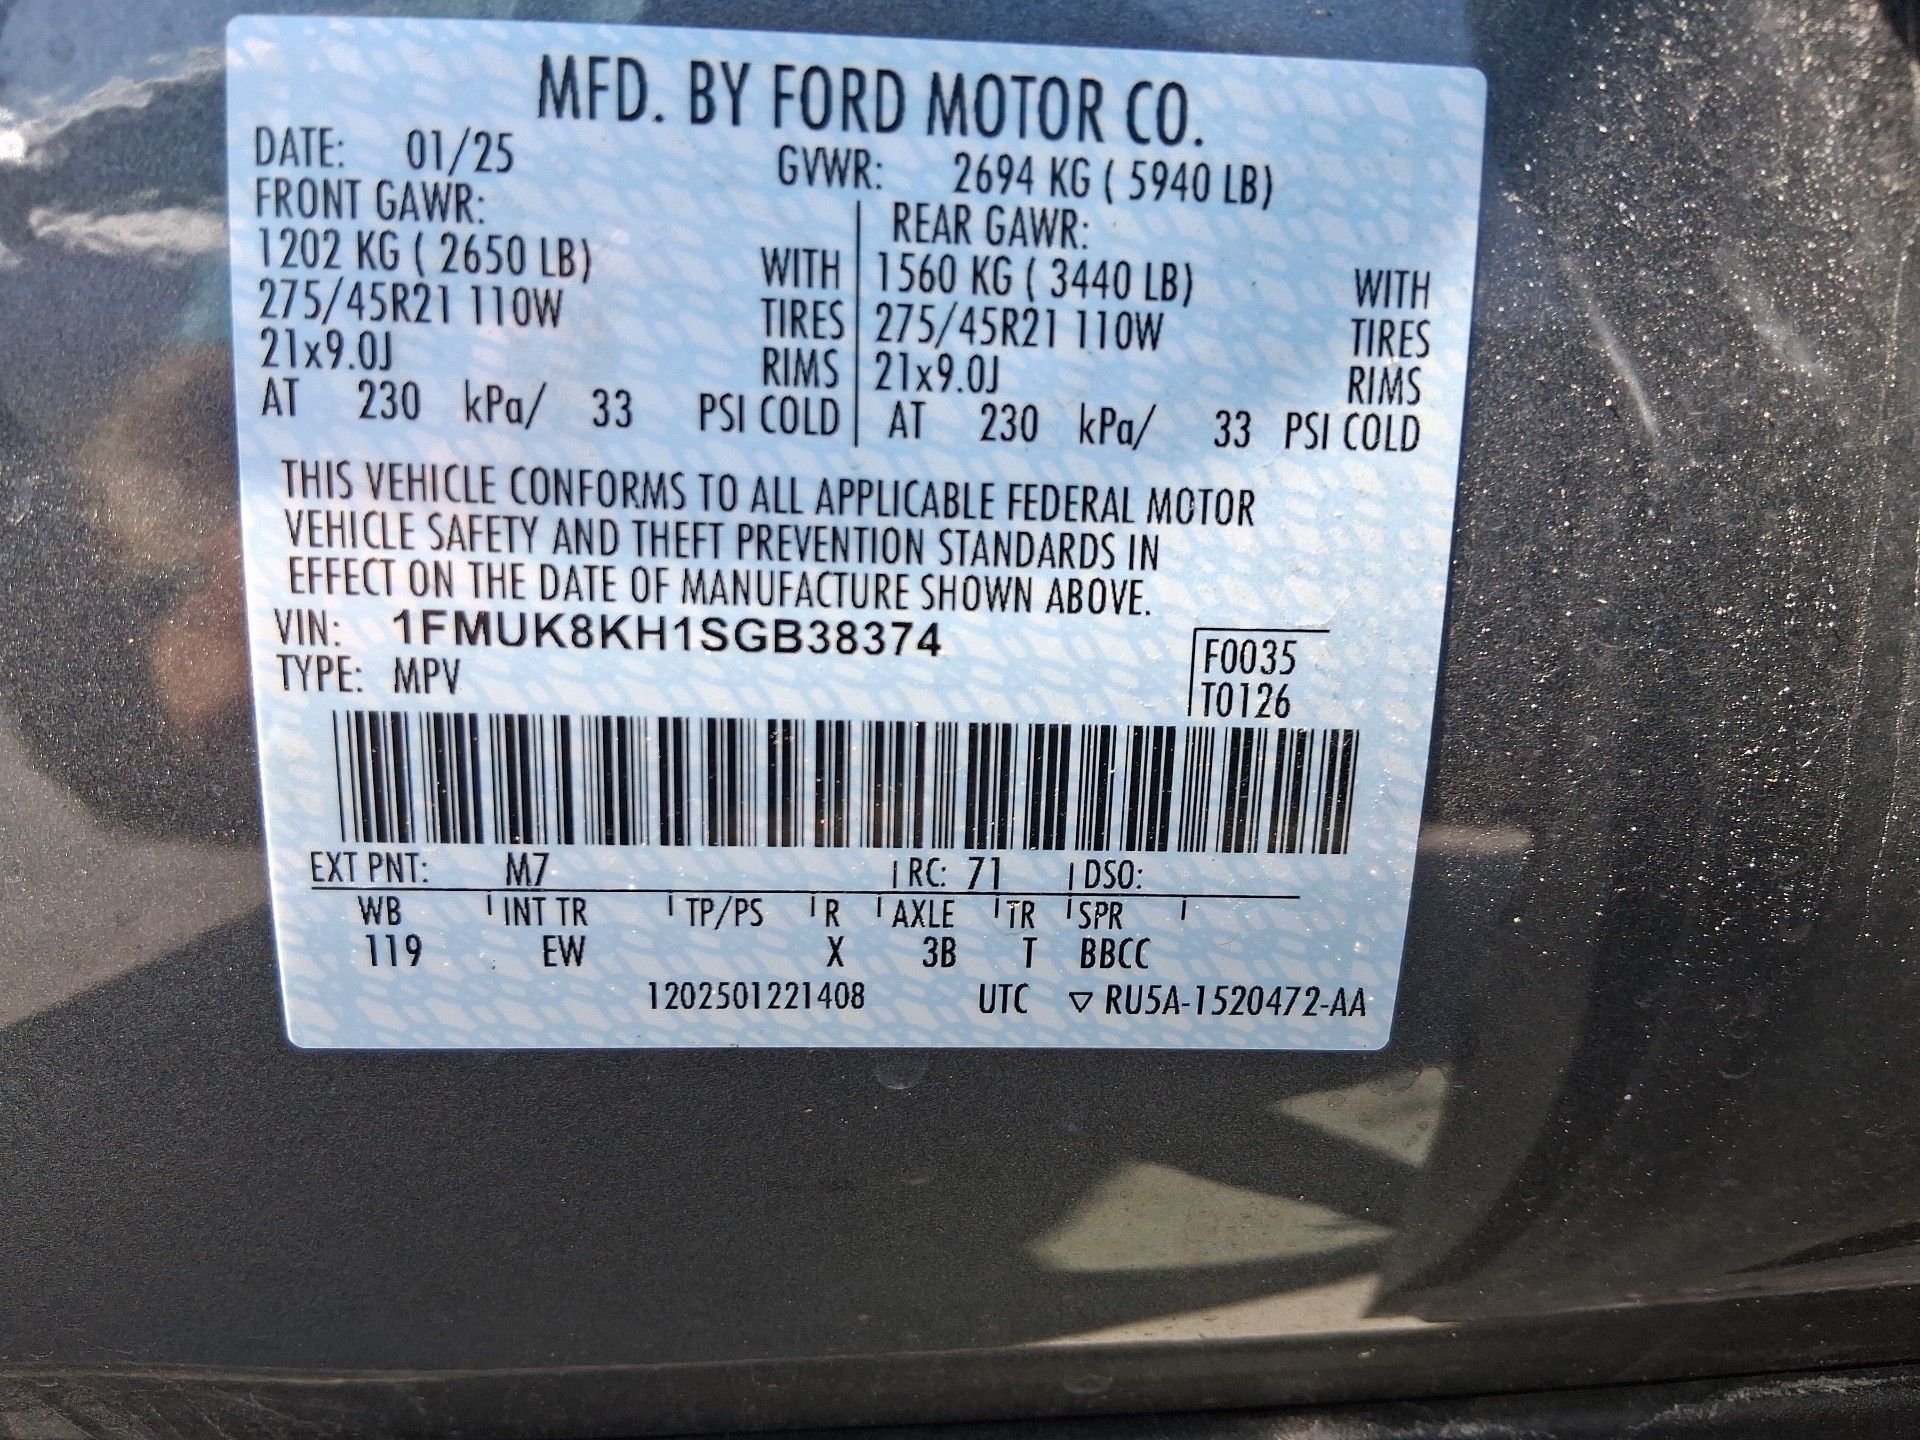 MFD. BY FORD MOTOR CO.
DATE: 01/25 GVWR: 2694 KG ( 5940 LB)
FRONT GAWR: REAR GAWR:
1202 KG ( 2650 LB) WITH 1560 KG ( 3440 LB) WITH
275/45R21 110W TIRES 275/45R21 110W TIRES
21x9.0J RIMS 21x9.0J RIMS
AT 230 kPa/ 33 PSI COLD AT 230 kPa/ 33 PSI COLD
THIS VEHICLE CONFORMS TO ALL APPLICABLE FEDERAL MOTOR
VEHICLE SAFETY AND THEFT PREVENTION STANDARDS IN
EFFECT ON THE DATE OF MANUFACTURE SHOWN ABOVE.
VIN: 1FMUK8KH1SGB38374 F0035
TYPE: MPV T0126
EXT PNT: M7 RC: 71 DSO:
WB INT TR TP/PS R AXLE TR SPR
119 EW X 3B T BBCC
1202501221408 UTC ▽ RU5A-1520472-AA